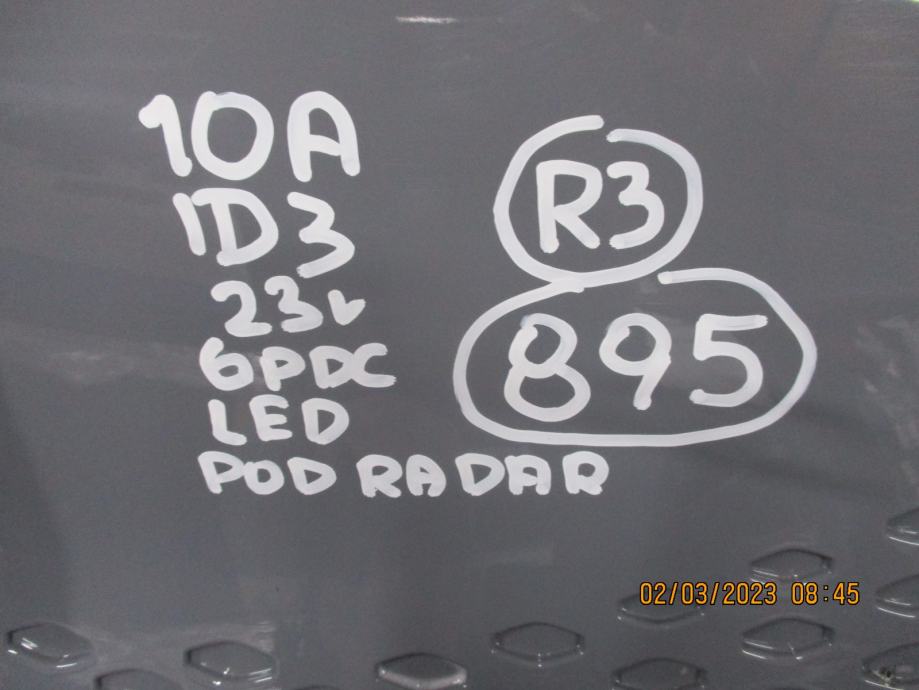 10A
ID3
23v
6PDC
LED
POD RADAR
R3
895
02/03/2023 08:45